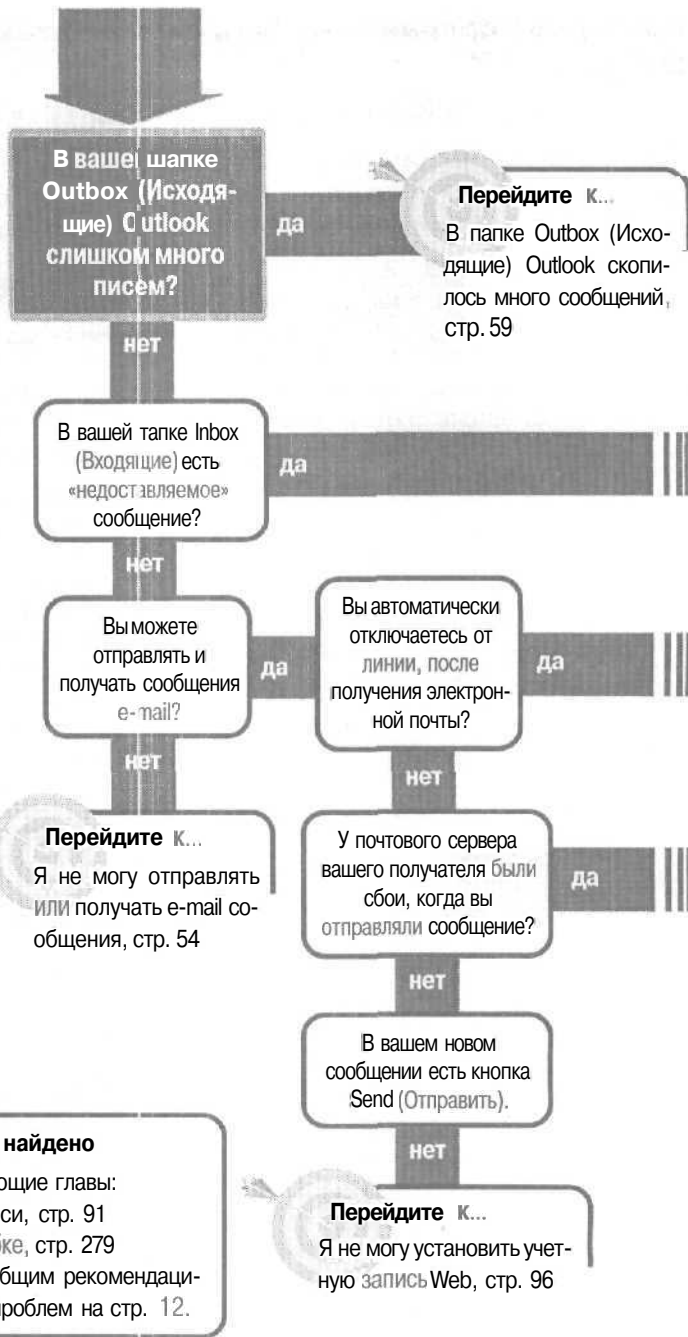 В вашей шапке
Outbox (Исходя-
щие) Outlook
слишком много
писем?
да
Перейдите к...
В папке Outbox (Исхо-
дящие) Outlook скопи-
лось много сообщений,
стр. 59
нет
В вашей тапке Inbox
(Входящие) есть
«недоставляемое»
сообщение?
да
нет
Вы можете
отправлять и
получать сообщения
e-mail?
да
Вы автоматически
отключаетесь от
линии, после
получения электрон-
ной почты?
да
нет
Перейдите к...
Я не могу отправлять
или получать e-mail со-
общения, стр. 54
нет
У почтового сервера
вашего получателя были
сбои, когда вы
отправляли сообщение?
да
нет
В вашем новом
сообщении есть кнопка
Send (Отправить).
нет
Перейдите к...
Я не могу установить учет-
ную запись Web, стр. 96
найдено
ющие главы:
си, стр. 91
ке, стр. 279
бщим рекомендаци-
проблем на стр. 12.